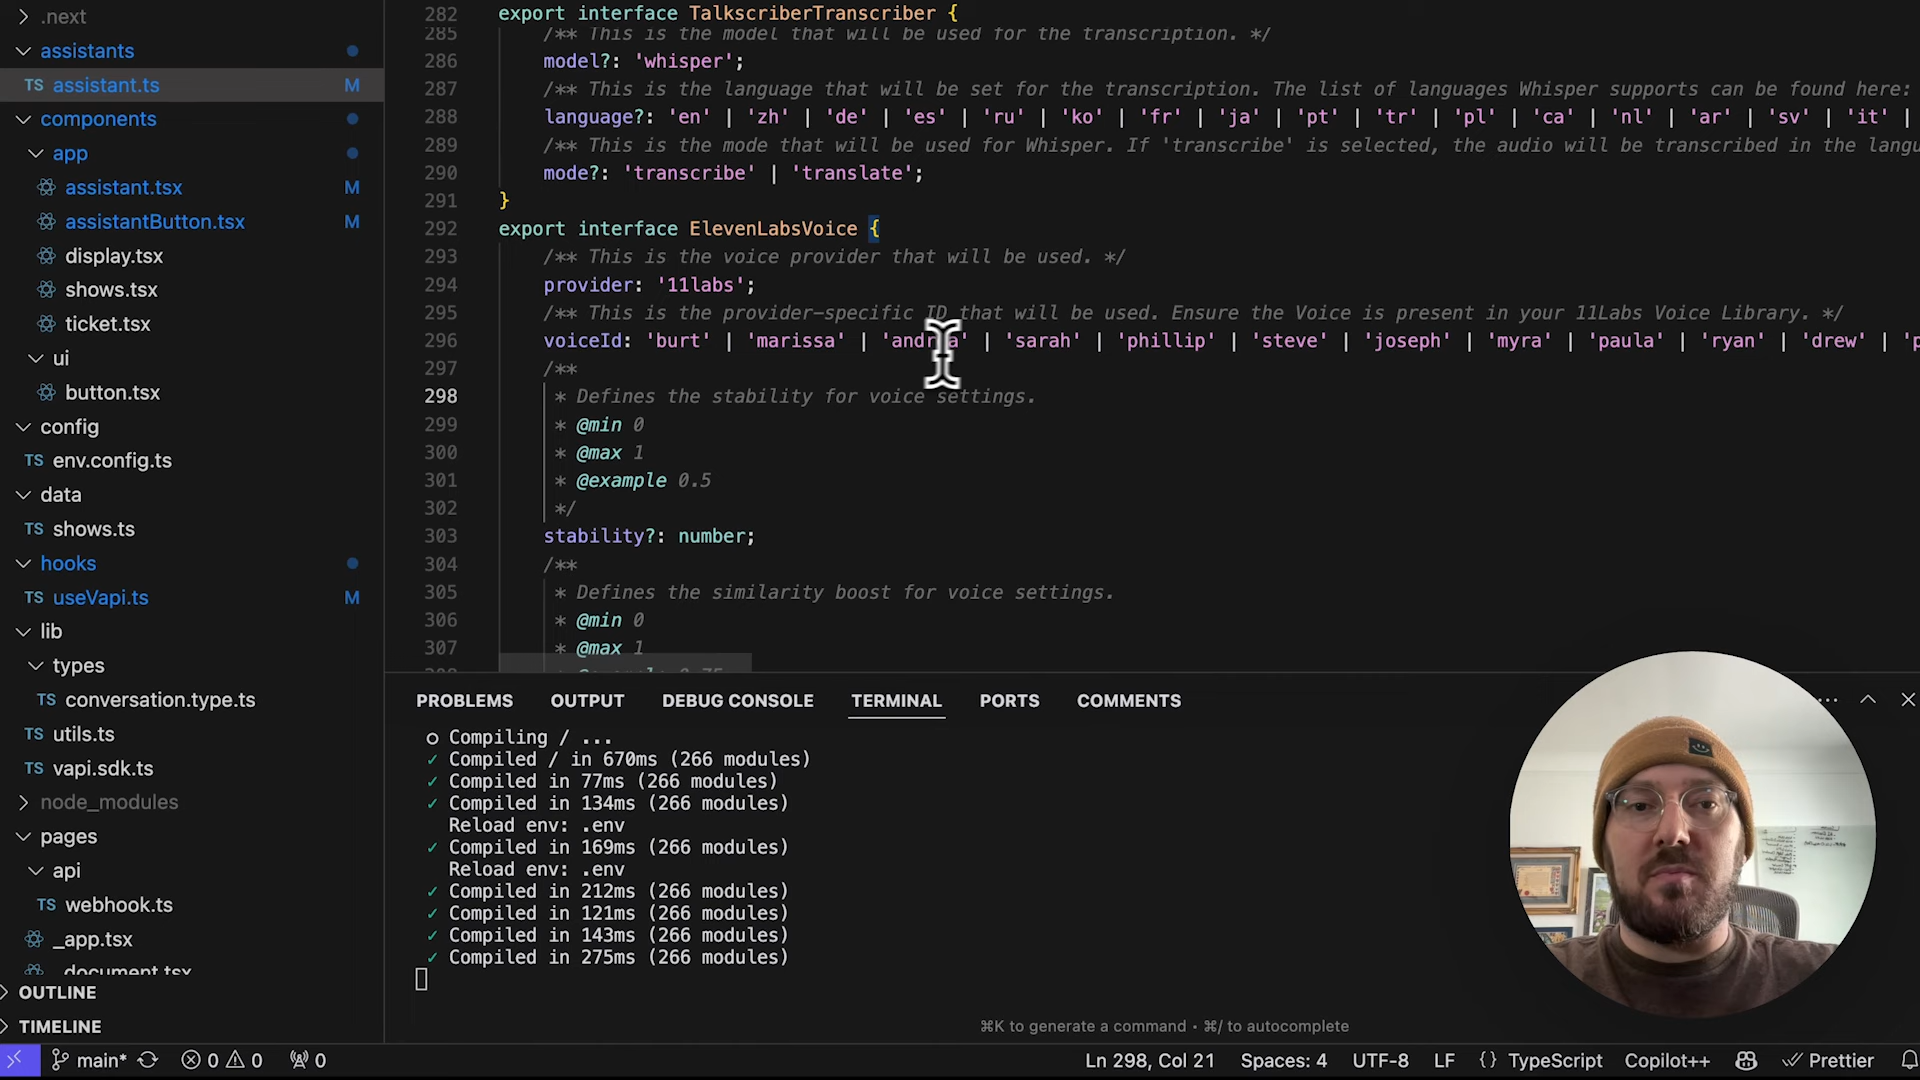 .next
assistants
TS assistant.ts M
components
app
assistant.tsx M
assistantButton.tsx M
display.tsx
shows.tsx
ticket.tsx
ui
button.tsx
config
TS env.config.ts
data
TS shows.ts
hooks
TS useVapi.ts M
lib
types
TS conversation.type.ts
TS utils.ts
TS vapi.sdk.ts
node_modules
pages
api
TS webhook.ts
_app.tsx
_document.tsx
OUTLINE
TIMELINE
282 export interface TalkscriberTranscriber {
285 /** This is the model that will be used for the transcription. */
286 model?: 'whisper';
287 /** This is the language that will be set for the transcription. The list of languages Whisper supports can be found here:
288 language?: 'en' | 'zh' | 'de' | 'es' | 'ru' | 'ko' | 'fr' | 'ja' | 'pt' | 'tr' | 'pl' | 'ca' | 'nl' | 'ar' | 'sv' | 'it' |
289 /** This is the mode that will be used for Whisper. If 'transcribe' is selected, the audio will be transcribed in the langu
290 mode?: 'transcribe' | 'translate';
291 }
292 export interface ElevenLabsVoice {
293 /** This is the voice provider that will be used. */
294 provider: '11labs';
295 /** This is the provider-specific ID that will be used. Ensure the Voice is present in your 11Labs Voice Library. */
296 voiceId: 'burt' | 'marissa' | 'andrea' | 'sarah' | 'phillip' | 'steve' | 'joseph' | 'myra' | 'paula' | 'ryan' | 'drew' | 'p
297 /**
298 * Defines the stability for voice settings.
299 * @min 0
300 * @max 1
301 * @example 0.5
302 */
303 stability?: number;
304 /**
305 * Defines the similarity boost for voice settings.
306 * @min 0
307 * @max 1
PROBLEMS OUTPUT DEBUG CONSOLE TERMINAL PORTS COMMENTS
○ Compiling / ...
✓ Compiled / in 670ms (266 modules)
✓ Compiled in 77ms (266 modules)
✓ Compiled in 134ms (266 modules)
Reload env: .env
✓ Compiled in 169ms (266 modules)
Reload env: .env
✓ Compiled in 212ms (266 modules)
✓ Compiled in 121ms (266 modules)
✓ Compiled in 143ms (266 modules)
✓ Compiled in 275ms (266 modules)
⌘K to generate a command • ⌘/ to autocomplete
main* 0 0 0 Ln 298, Col 21 Spaces: 4 UTF-8 LF {} TypeScript Copilot++ Prettier